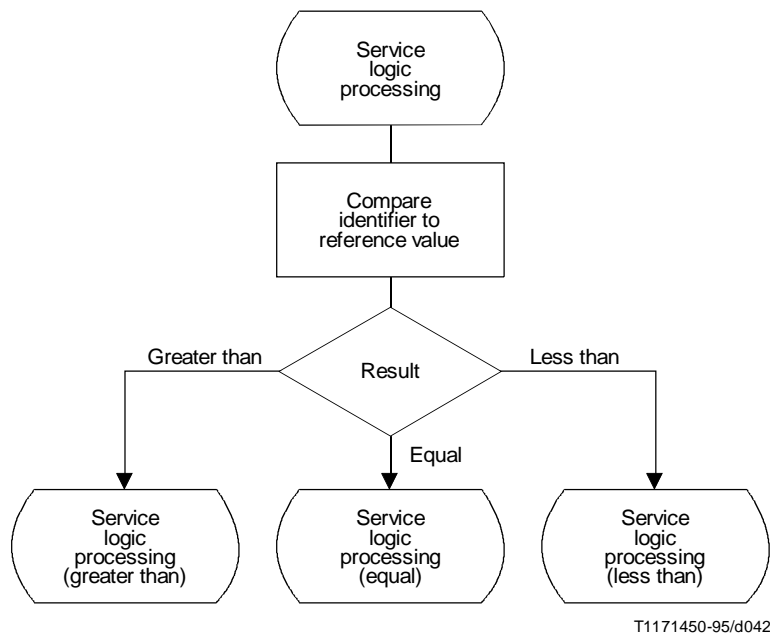 Service
logic
processing
Compare
identifier to
reference value
Greater than
Result
Less than
Equal
Service
logic
processing
(greater than)
Service
logic
processing
(equal)
Service
logic
processing
(less than)
T1171450-95/d042